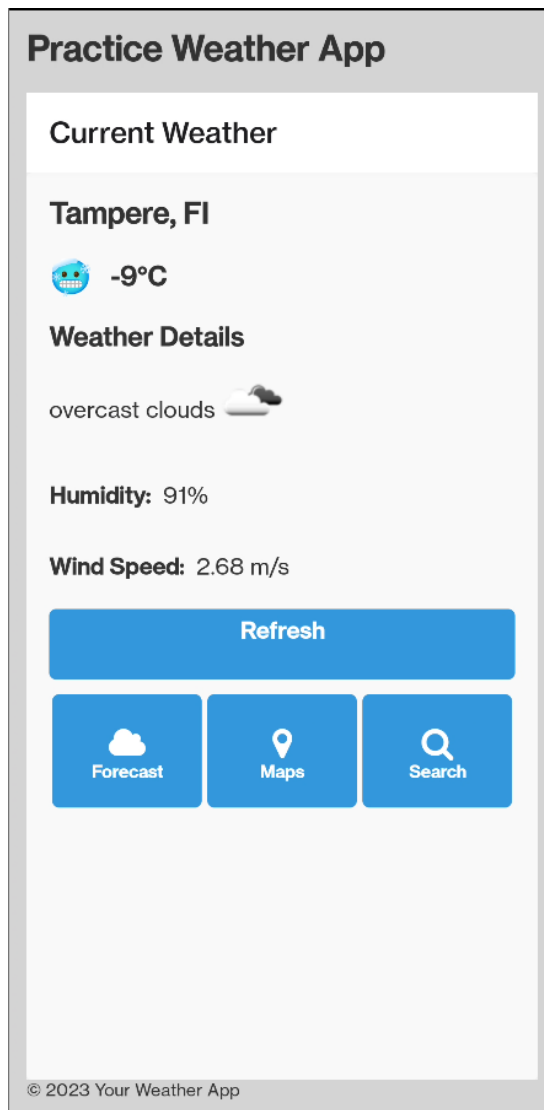 Practice Weather App
Current Weather
Tampere, FI
-9°C
Weather Details
overcast clouds
Humidity: 91%
Wind Speed: 2.68 m/s
Refresh
Forecast
Maps
Search
© 2023 Your Weather App